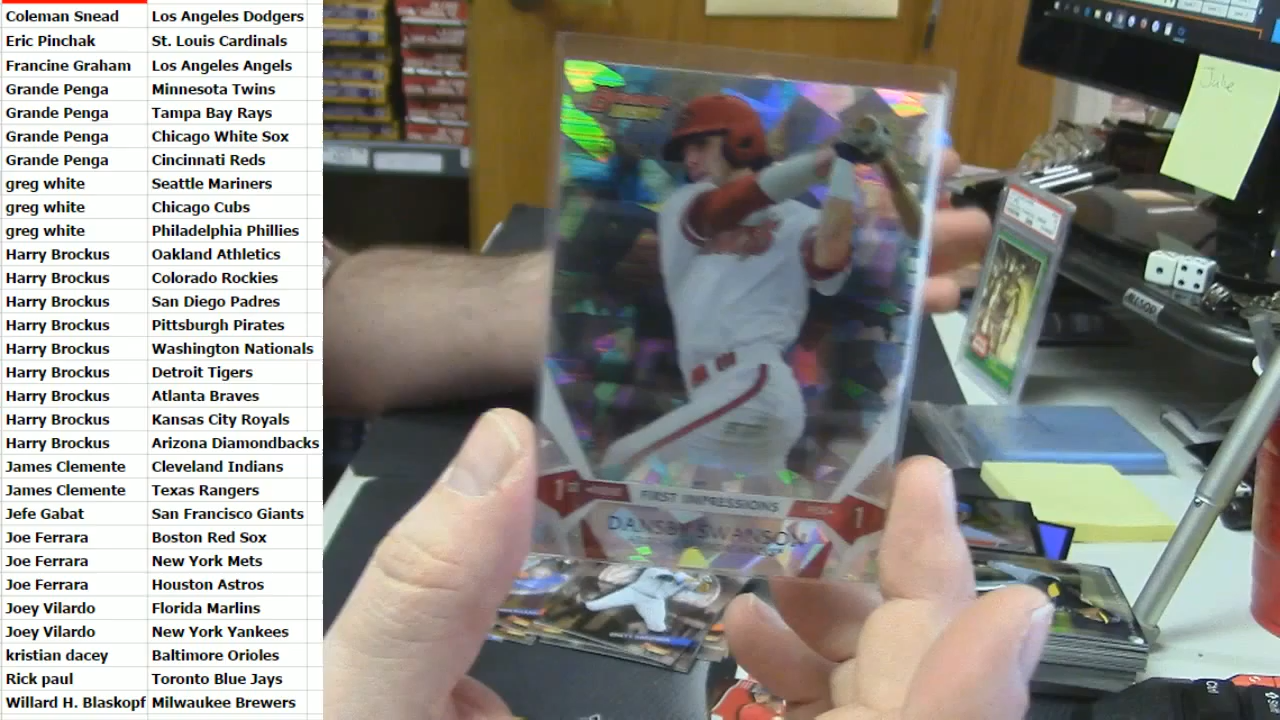 Coleman Snead Los Angeles Dodgers
Eric Pinchak St. Louis Cardinals
Francine Graham Los Angeles Angels
Grande Penga Minnesota Twins
Grande Penga Tampa Bay Rays
Grande Penga Chicago White Sox
Grande Penga Cincinnati Reds
greg white Seattle Mariners
greg white Chicago Cubs
greg white Philadelphia Phillies
Harry Brockus Oakland Athletics
Harry Brockus Colorado Rockies
Harry Brockus San Diego Padres
Harry Brockus Pittsburgh Pirates
Harry Brockus Washington Nationals
Harry Brockus Detroit Tigers
Harry Brockus Atlanta Braves
Harry Brockus Kansas City Royals
Harry Brockus Arizona Diamondbacks
James Clemente Cleveland Indians
James Clemente Texas Rangers
Jefe Gabat San Francisco Giants
Joe Ferrara Boston Red Sox
Joe Ferrara New York Mets
Joe Ferrara Houston Astros
Joey Vilardo Florida Marlins
Joey Vilardo New York Yankees
kristian dacey Baltimore Orioles
Rick paul Toronto Blue Jays
Willard H. Blaskopf Milwaukee Brewers
1st FIRST IMPRESSIONS 1
DANSBY SWANSON
ALLSOP
Ctrl